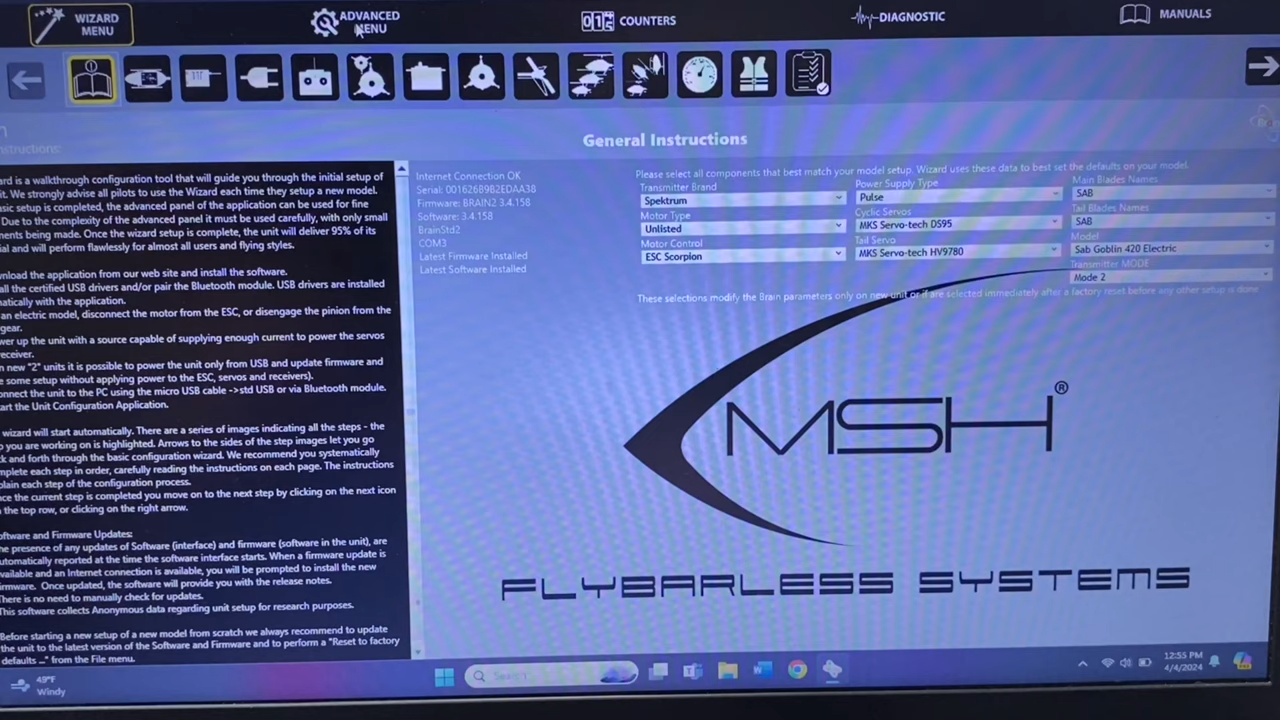 WIZARD
MENU
ADVANCED
MENU
COUNTERS
DIAGNOSTIC
MANUALS
General Instructions
nstructions:
ard is a walkthrough configuration tool that will guide you through the initial setup of
it. We strongly advise all pilots to use the Wizard each time they setup a new model.
asic setup is completed, the advanced panel of the application can be used for fine
Due to the complexity of the advanced panel it must be used carefully, with only small
ments being made. Once the wizard setup is complete, the unit will deliver 95% of its
ial and will perform flawlessly for almost all users and flying styles.
wnload the application from our web site and install the software.
all the certified USB drivers and/or pair the Bluetooth module. USB drivers are installed
matically with the application.
an electric model, disconnect the motor from the ESC, or disengage the pinion from the
gear.
wer up the unit with a source capable of supplying enough current to power the servos
receiver.
n new "2" units it is possible to power the unit only from USB and update firmware and
e some setup without applying power to the ESC, servos and receivers).
onnect the unit to the PC using the micro USB cable ->std USB or via Bluetooth module.
tart the Unit Configuration Application.
wizard will start automatically. There are a series of images indicating all the steps - the
p you are working on is highlighted. Arrows to the sides of the step images let you go
ck and forth through the basic configuration wizard. We recommend you systematically
mplete each step in order, carefully reading the instructions on each page. The instructions
plain each step of the configuration process.
nce the current step is completed you move on to the next step by clicking on the next icon
n the top row, or clicking on the right arrow.
oftware and Firmware Updates:
he presence of any updates of Software (interface) and firmware (software in the unit), are
utomatically reported at the time the software interface starts. When a firmware update is
vailable and an Internet connection is available, you will be prompted to install the new
irmware. Once updated, the software will provide you with the release notes.
There is no need to manually check for updates.
This software collects Anonymous data regarding unit setup for research purposes.
Before starting a new setup of a new model from scratch we always recommend to update
the unit to the latest version of the Software and Firmware and to perform a "Reset to factory
defaults ..." from the File menu.
Internet Connection OK
Serial: 001626B9B2EDAA38
Firmware: BRAIN2 3.4.158
Software: 3.4.158
BrainStd2
COM3
Latest Firmware Installed
Latest Software Installed
Please select all components that best match your model setup. Wizard uses these data to best set the defaults on your model.
Transmitter Brand
Spektrum
Motor Type
Unlisted
Motor Control
ESC Scorpion
Power Supply Type
Pulse
Cyclic Servos
MKS Servo-tech DS95
Tail Servo
MKS Servo-tech HV9780
Main Blades Names
SAB
Tail Blades Names
SAB
Model
Sab Goblin 420 Electric
Transmitter MODE
Mode 2
These selections modify the Brain parameters only on new unit or if are selected immediately after a factory reset before any other setup is done
MSH®
FLYBARLESS SYSTEMS
49°F
Windy
Search
12:55 PM
4/4/2024